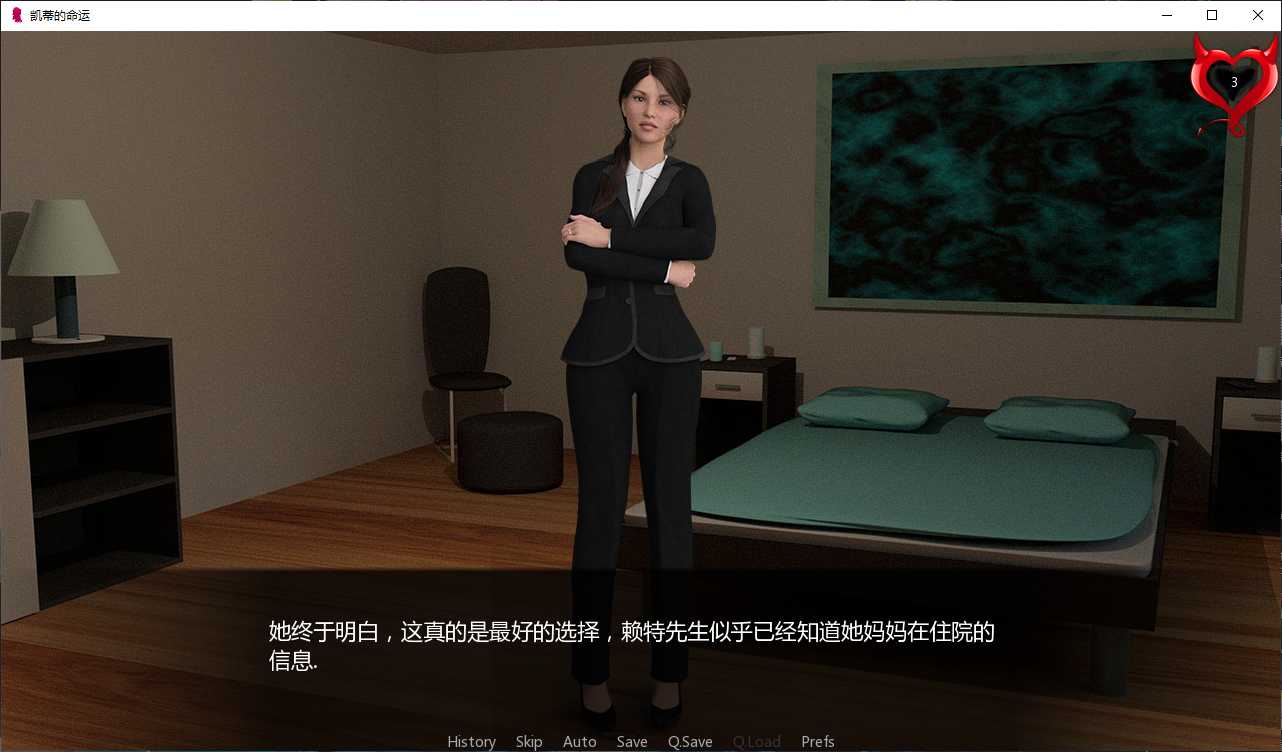 凯蒂的命运
3
她终于明白，这真的是最好的选择，赖特先生似乎已经知道她妈妈在住院的
信息.
History Skip Auto Save Q.Save Q.Load Prefs